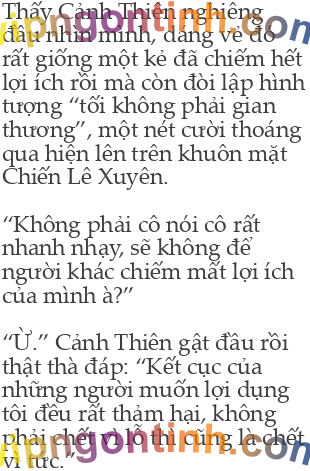 Thấy Cảnh Thiên nghiêng
đầu nhìn mình, dáng vẻ đó
rất giống một kẻ đã chiếm hết
lợi ích rồi mà còn đòi lập hình
tượng “tối không phải gian
thương”, một nét cười thoáng
qua hiện lên trên khuôn mặt
Chiến Lê Xuyên.
“Không phải cô nói cô rất
nhanh nhạy, sẽ không để
người khác chiếm mất lợi ích
của mình à?”
“Ừ.” Cảnh Thiên gật đầu rồi
thật thà đáp: “Kết cục của
những người muốn lợi dụng
tôi đều rất thảm hại, không
phải chết vì lỗ thì cũng là chết
vì tức.”
vipngontinh.com
vipngontinh.com